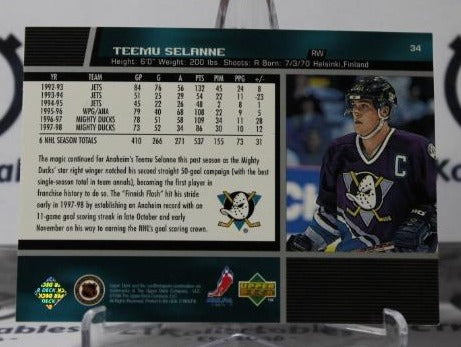 TEEMU SELANNE
RW
34
Height: 6'0" Weight: 200 lbs. Shoots: R Born: 7/3/70 Helsinki, Finland
YR TEAM GP G A PTS PIM PPG +/-
1992-93 JETS 84 76 56 132 45 24 8
1993-94 JETS 51 25 29 54 22 11 -23
1994-95 JETS 45 22 26 48 2 8 1
1995-96 WPG/ANA 79 40 68 108 22
1996-97 MIGHTY DUCKS 78 51 58 109 34 11 28
1997-98 MIGHTY DUCKS 73 52 34 86 30 10 12
6 NHL SEASON TOTALS 410 266 271 537 155 73 31
The magic continued for Anaheim's Teemu Selanne this past season as the Mighty
Ducks' star right winger notched his second straight 50-goal campaign (with the
best single-season total in team annals), becoming the first player in
franchise history to do so. The "Finnish Flash" hit his stride
early in 1997-98 by establishing an Anaheim record with an
11-game goal scoring streak in late October and early
November on his way to earning the NHL's goal scoring crown.
C
UPPER
DECK
NHL
NHLPA
UPPER
DECK